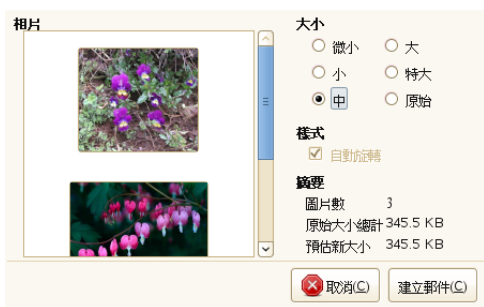 相片
大小
微小
大
小
特大
中
原始
樣式
自動旋轉
摘要
圖片數 3
原始大小總計 345.5 KB
預估新大小 345.5 KB
取消(C)
建立郵件(C)